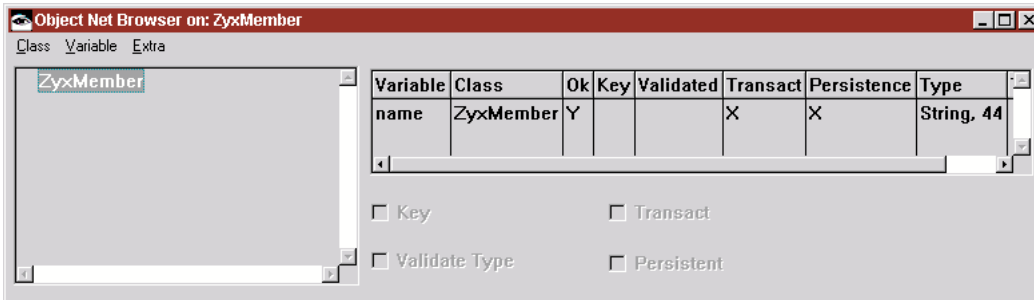 Object Net Browser on: ZyxMember
Class Variable Extra
ZyxMember
Variable Class Ok Key Validated Transact Persistence Type
name ZyxMember Y X X String, 44
Key Transact
Validate Type Persistent